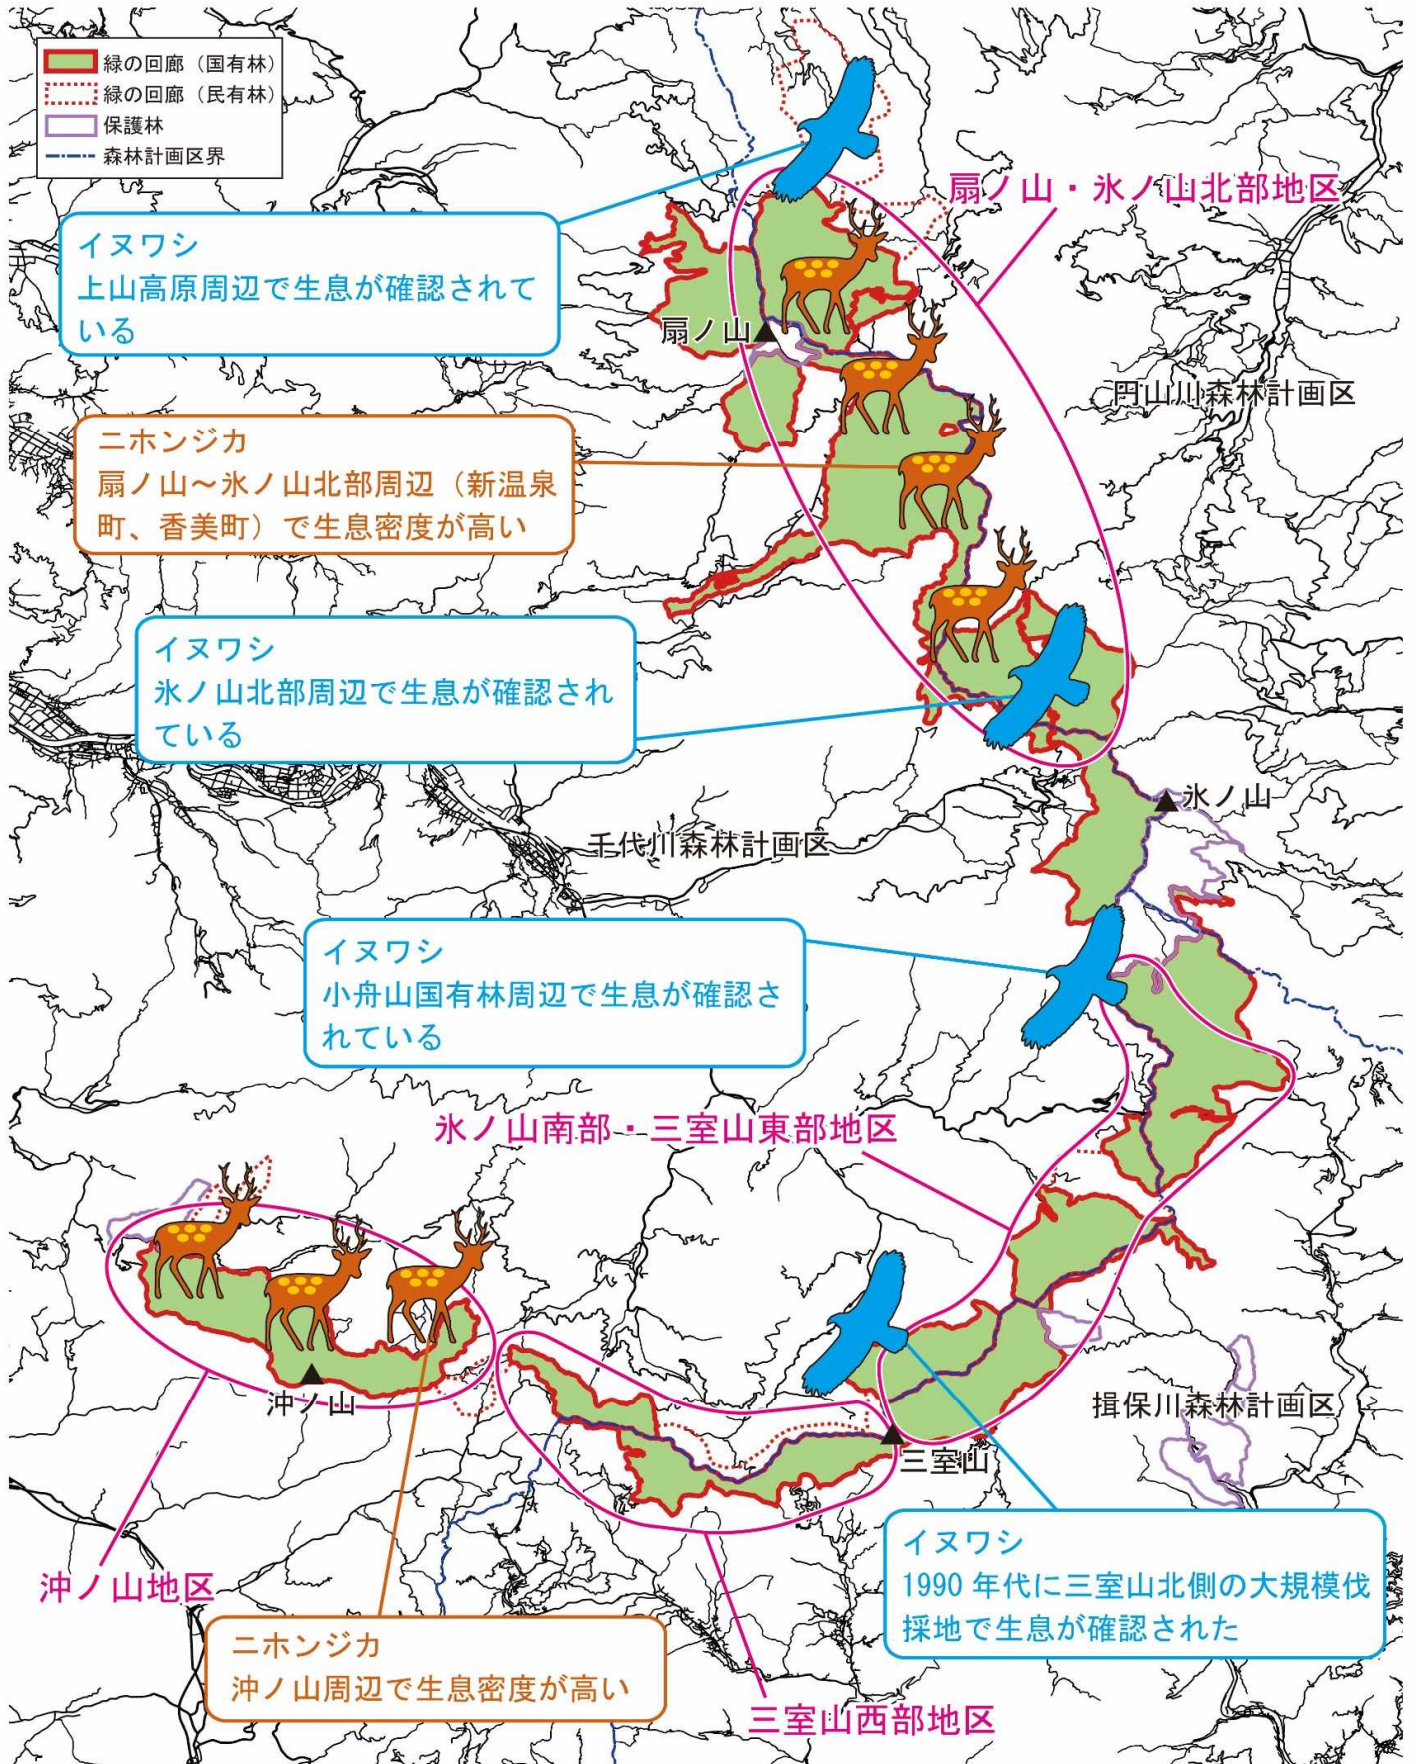 緑の回廊（国有林）
緑の回廊（民有林）
保護林
森林計画区界
扇ノ山・氷ノ山北部地区
イヌワシ
上山高原周辺で生息が確認されて
いる
扇ノ山
円山川森林計画区
ニホンジカ
扇ノ山～氷ノ山北部周辺（新温泉
町、香美町）で生息密度が高い
イヌワシ
氷ノ山北部周辺で生息が確認され
ている
氷ノ山
千代川森林計画区
イヌワシ
小舟山国有林周辺で生息が確認さ
れている
氷ノ山南部・三室山東部地区
沖ノ山
揖保川森林計画区
三室山
イヌワシ
1990 年代に三室山北側の大規模伐
採地で生息が確認された
沖ノ山地区
ニホンジカ
沖ノ山周辺で生息密度が高い
三室山西部地区